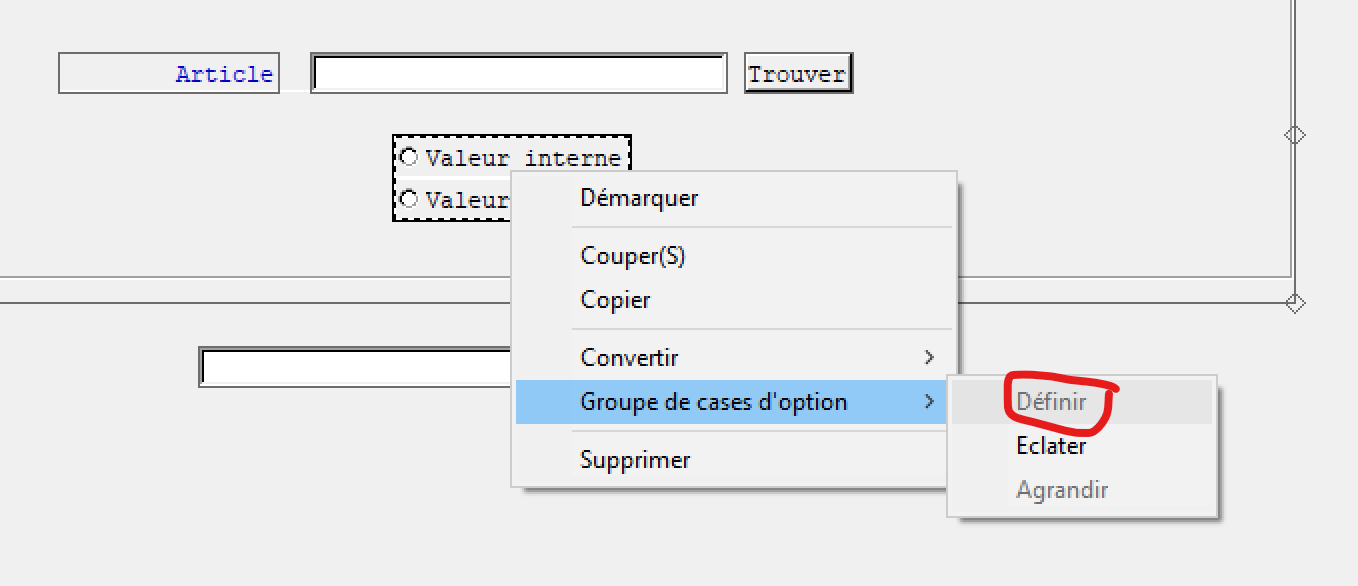 Article Trouver
Valeur interne
Valeur
Démarquer
Couper(S)
Copier
Convertir
Groupe de cases d'option
Supprimer
Définir
Eclater
Agrandir